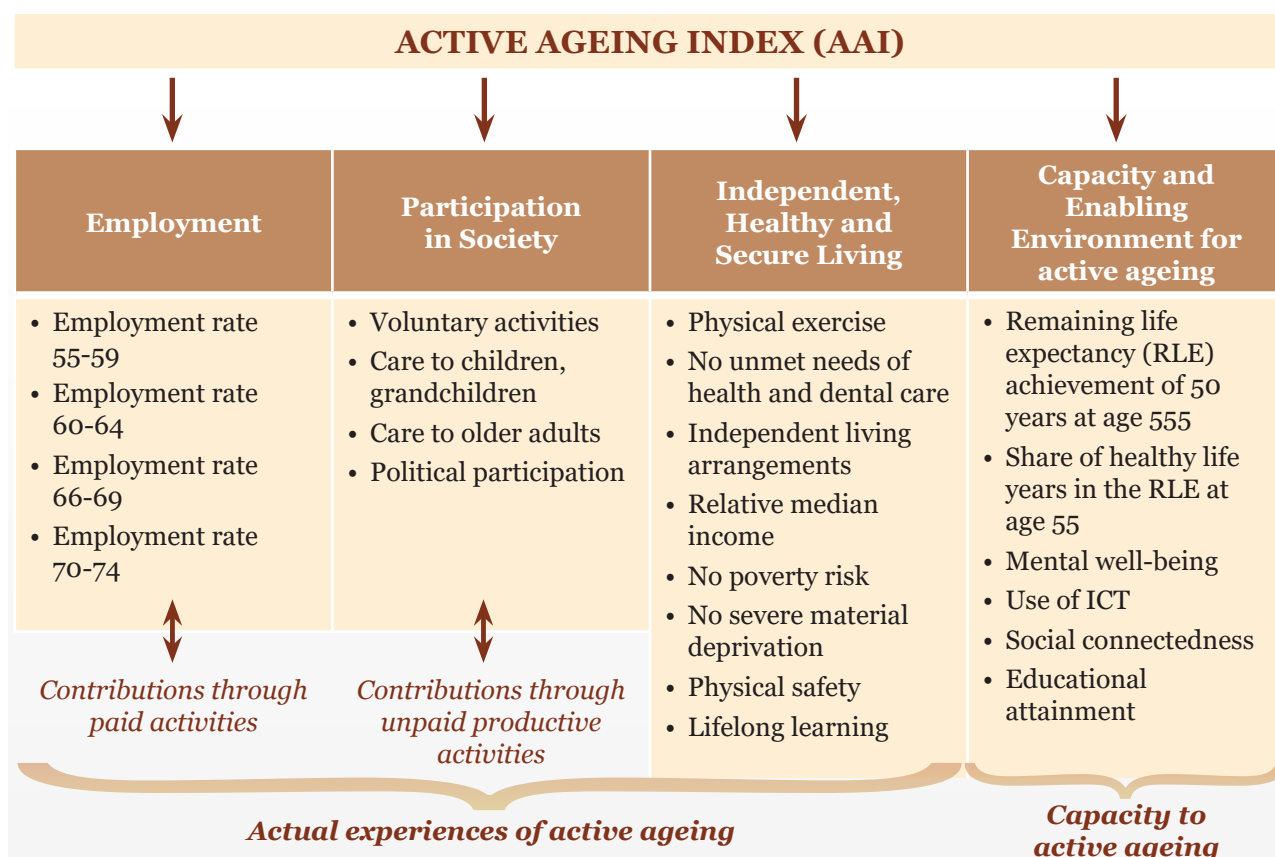 ACTIVE AGEING INDEX (AAI)
Employment
Participation
in Society
Independent,
Healthy and
Secure Living
Capacity and
Enabling
Environment for
active ageing
• Employment rate
55-59
• Employment rate
60-64
• Employment rate
66-69
• Employment rate
70-74
Contributions through
paid activities
• Voluntary activities
• Care to children,
grandchildren
• Care to older adults
• Political participation
Contributions through
unpaid productive
activities
• Physical exercise
• No unmet needs of
health and dental care
• Independent living
arrangements
• Relative median
income
• No poverty risk
• No severe material
deprivation
• Physical safety
• Lifelong learning
• Remaining life
expectancy (RLE)
achievement of 50
years at age 555
• Share of healthy life
years in the RLE at
age 55
• Mental well-being
• Use of ICT
• Social connectedness
• Educational
attainment
Actual experiences of active ageing
Capacity to
active ageing